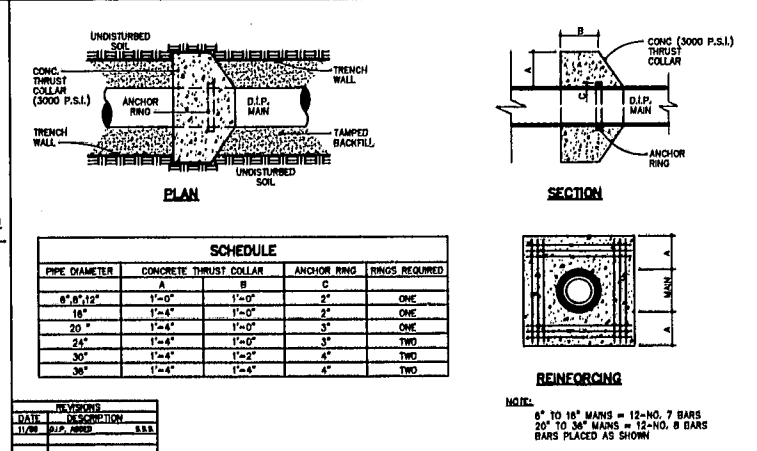 UNDISTURBED
SOIL
CONC.
THRUST
COLLAR
(3000 P.S.I.)
TRENCH
WALL
ANCHOR
RING
D.I.P.
MAIN
TRENCH
WALL
TAMPED
BACKFILL
UNDISTURBED
SOIL
PLAN
B
CONC (3000 P.S.I.)
THRUST
COLLAR
A
C
D.I.P.
MAIN
ANCHOR
RING
SECTION
SCHEDULE
PIPE DIAMETER CONCRETE THRUST COLLAR ANCHOR RING RINGS REQUIRED
A B C
6",8",12" 1'-0" 1'-0" 2" ONE
16" 1'-4" 1'-0" 2" ONE
20 " 1'-4" 1'-0" 3" ONE
24" 1'-4" 1'-0" 3" TWO
30" 1'-4" 1'-2" 4" TWO
36" 1'-4" 1'-4" 4" TWO
A
MAIN
A
REINFORCING
NOTE:
6" TO 16" MAINS = 12-NO. 7 BARS
20" TO 36" MAINS = 12-NO. 8 BARS
BARS PLACED AS SHOWN
REVISIONS
DATE DESCRIPTION
D.I.P. ADDED